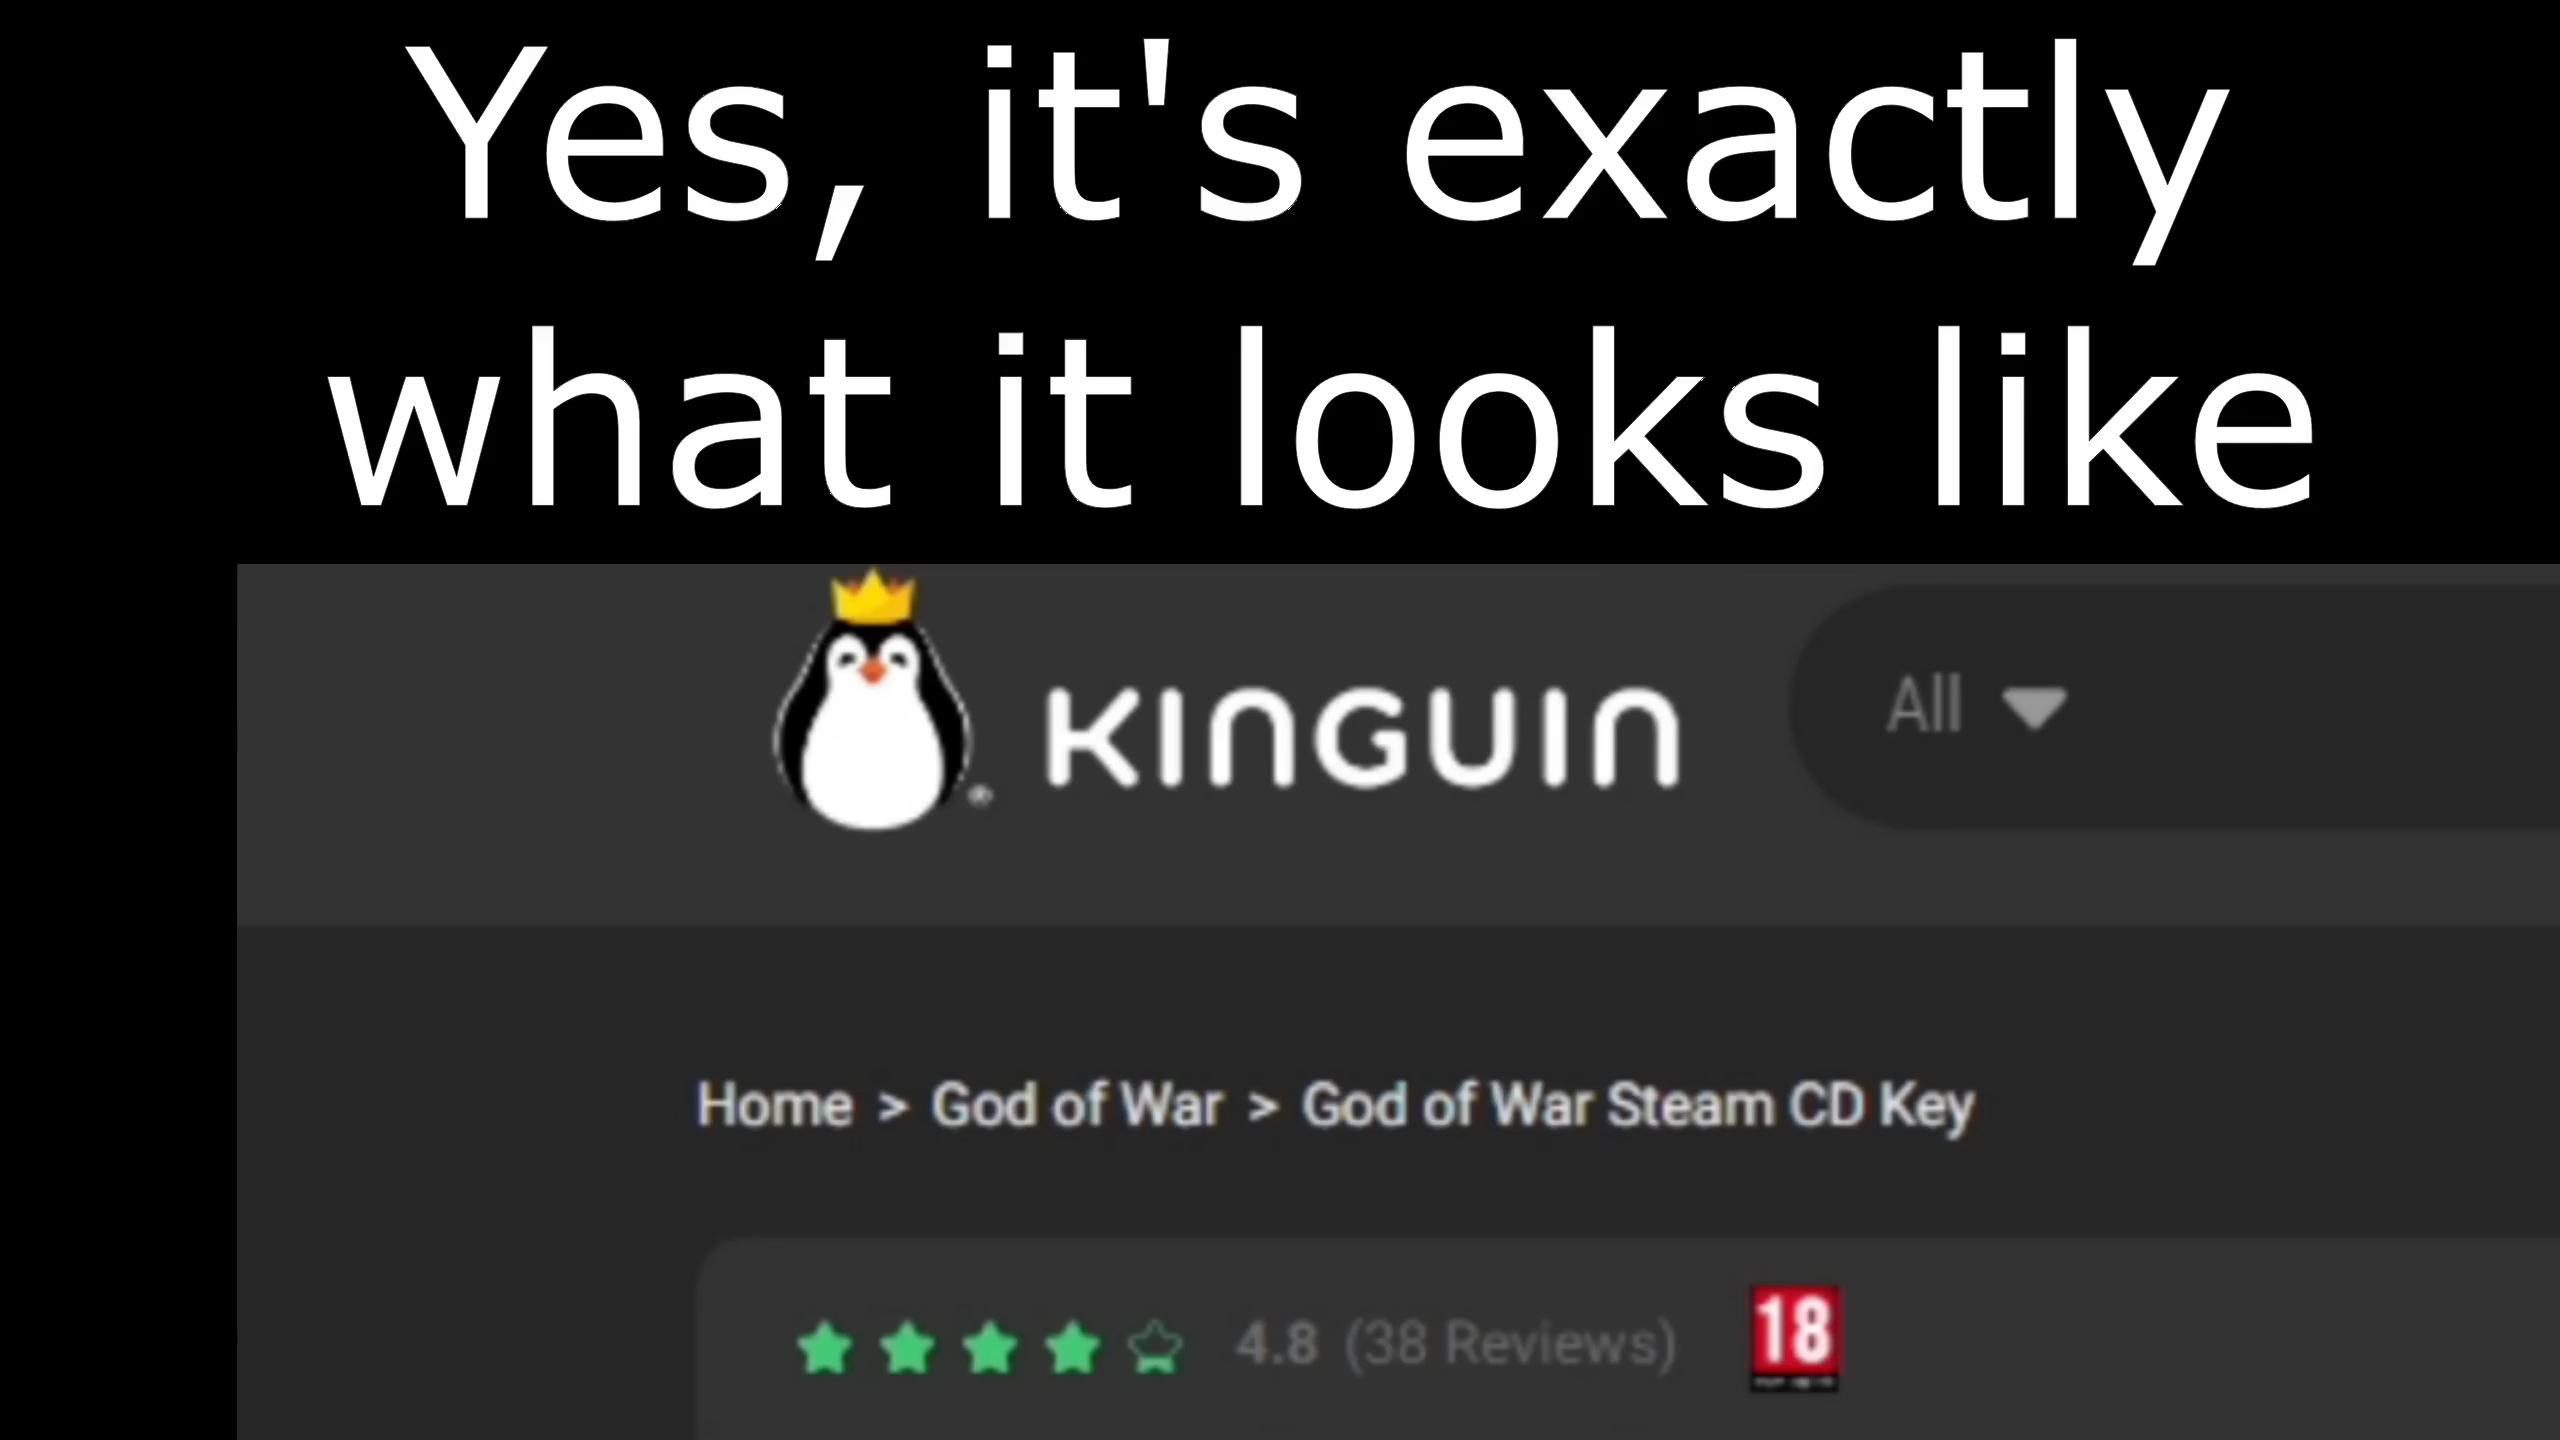 Yes, it's exactly
what it looks like
KINGUIN
All
Home > God of War > God of War Steam CD Key
4.8 (38 Reviews)
18